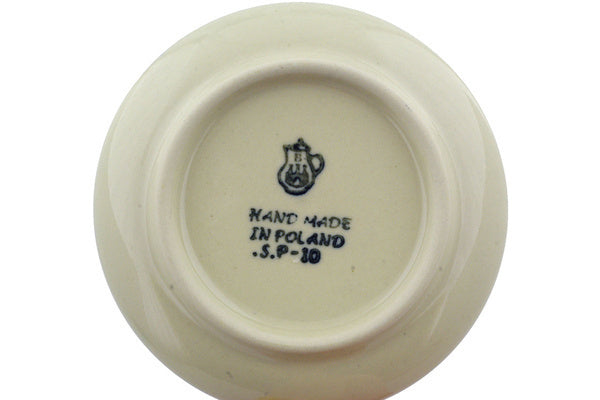 B
HAND MADE
IN POLAND
.S.P-10